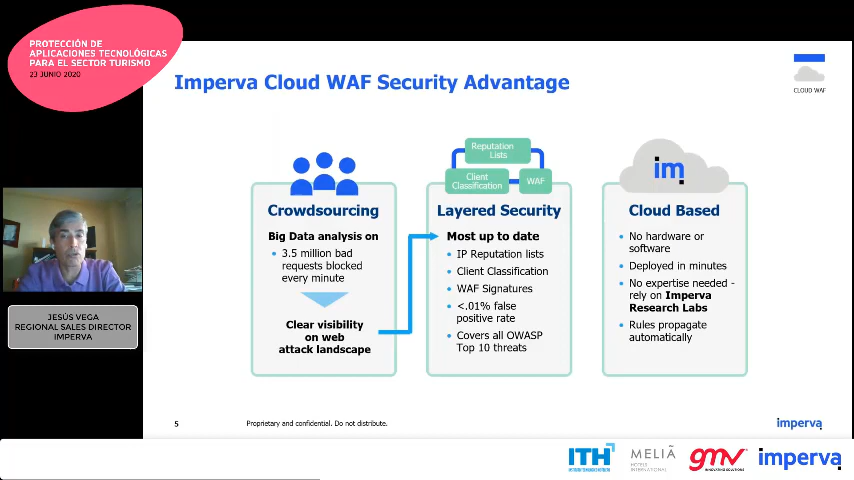 PROTECCIÓN DE
APLICACIONES TECNOLÓGICAS
PARA EL SECTOR TURISMO
23 JUNIO 2020
Imperva Cloud WAF Security Advantage
CLOUD WAF
Reputation
Lists
Client
Classification
WAF
im
Crowdsourcing
Big Data analysis on
• 3.5 million bad
requests blocked
every minute
Clear visibility
on web
attack landscape
Layered Security
Most up to date
• IP Reputation lists
• Client Classification
• WAF Signatures
• <.01% false
positive rate
• Covers all OWASP
Top 10 threats
Cloud Based
• No hardware or
software
• Deployed in minutes
• No expertise needed -
rely on Imperva
Research Labs
• Rules propagate
automatically
JESÚS VEGA
REGIONAL SALES DIRECTOR
IMPERVA
5
Proprietary and confidential. Do not distribute.
imperva
ITH
MELIÃ
HOTELS
INTERNATIONAL
gmv
INNOVATING SOLUTIONS
imperva